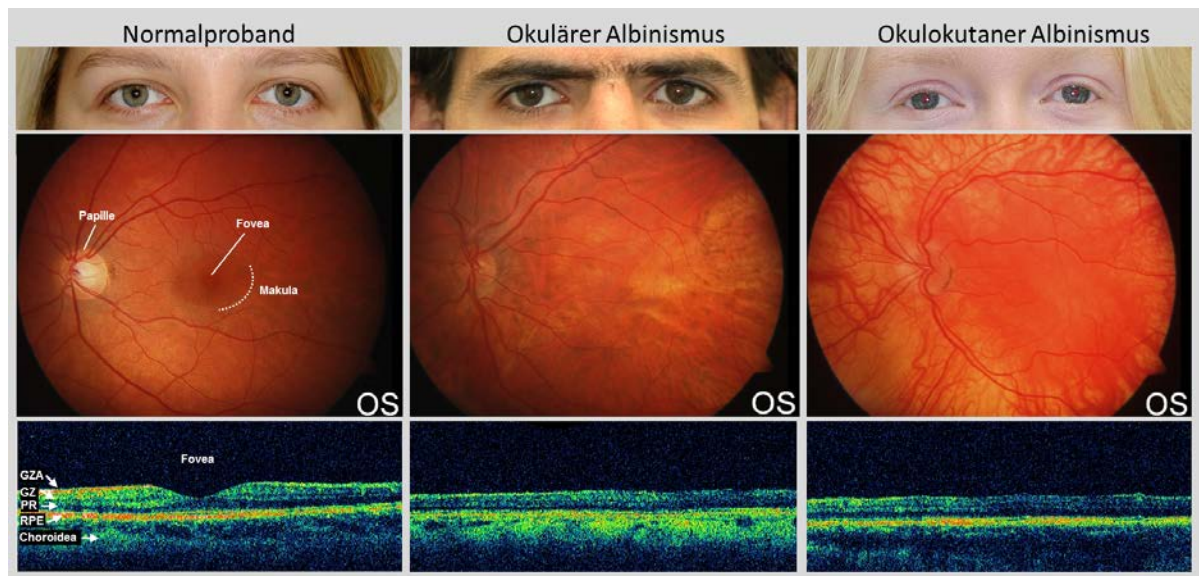 Normalproband
Okulärer Albinismus
Okulokutaner Albinismus
Papille
Fovea
Makula
OS
OS
OS
Fovea
GZA
GZ
PR
RPE
Choroidea